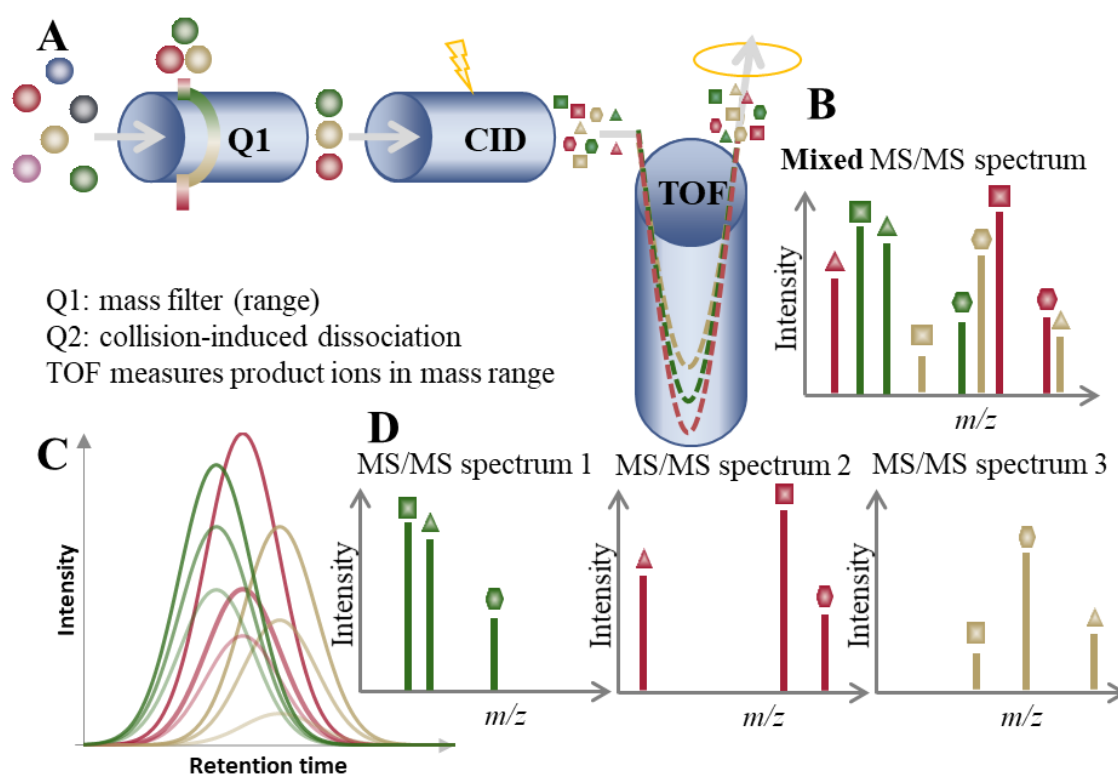 A
Q1
CID
TOF
B
Mixed MS/MS spectrum
Intensity
m/z
Q1: mass filter (range)
Q2: collision-induced dissociation
TOF measures product ions in mass range
C
Intensity
Retention time
D
MS/MS spectrum 1
Intensity
m/z
MS/MS spectrum 2
Intensity
m/z
MS/MS spectrum 3
Intensity
m/z